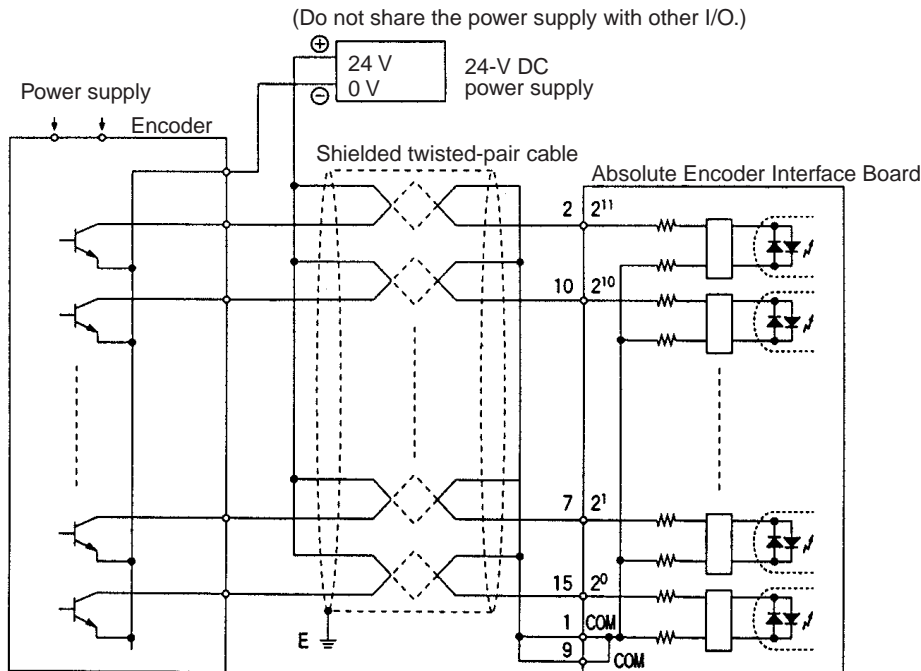 (Do not share the power supply with other I/O.)
+
24 V
0 V
−
24-V DC
power supply
Power supply
Encoder
Shielded twisted-pair cable
Absolute Encoder Interface Board
2 2¹¹
10 2¹⁰
7 2¹
15 2⁰
1 COM
9 COM
E